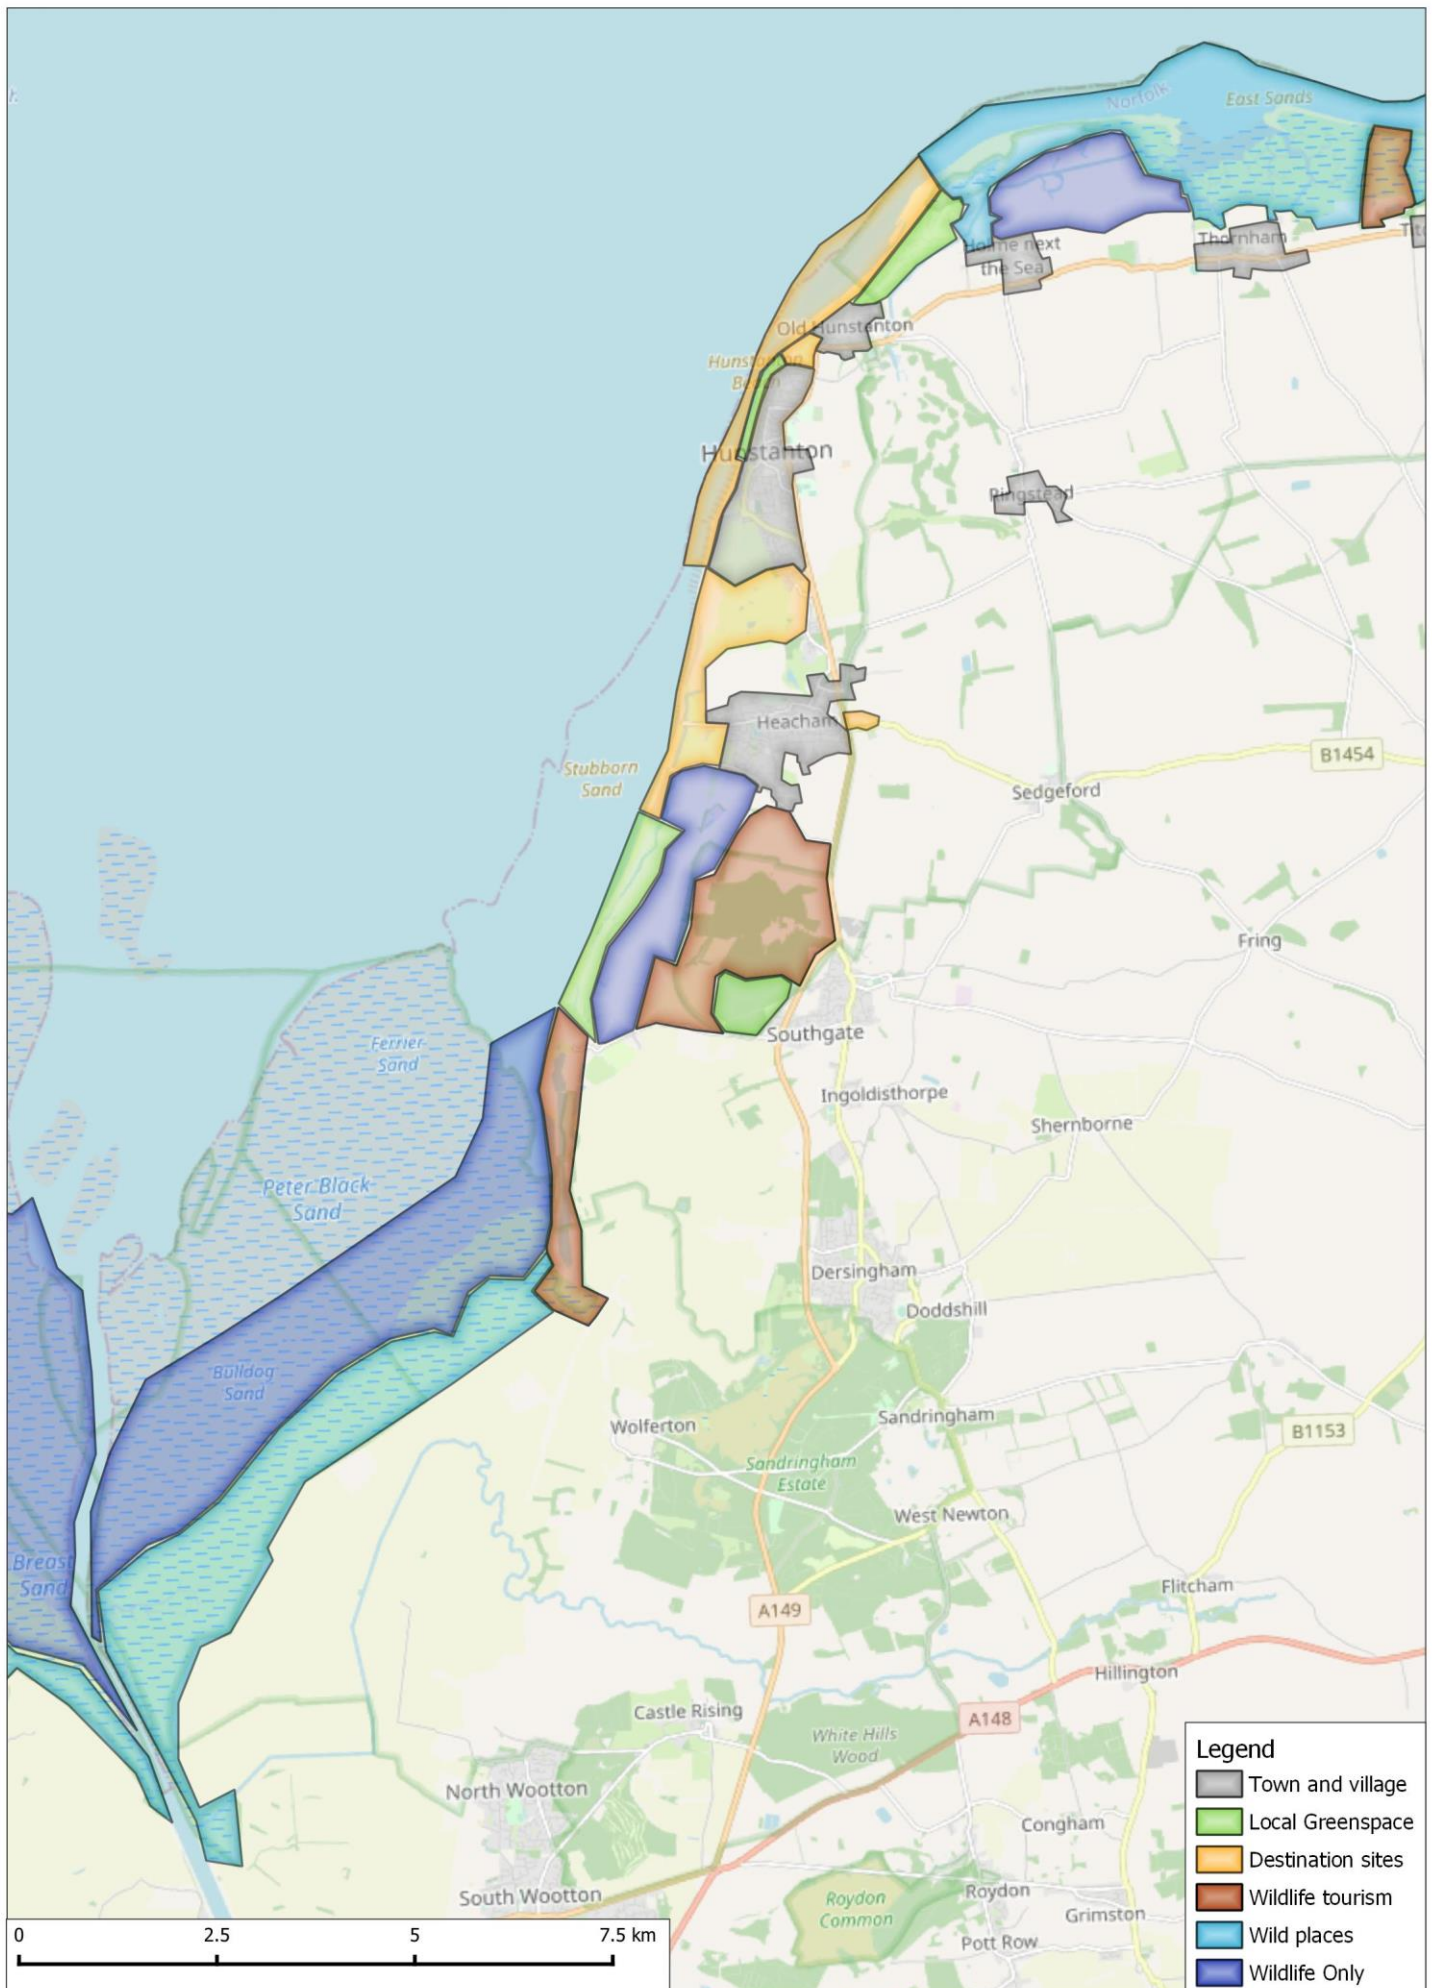 r.
Norfolk
East Sands
Holme next
the Sea
Thornham
Old Hunstanton
Hunstanton
Beach
Hunstanton
Ringstead
Heacham
B1454
Stubborn
Sand
Sedgeford
Fring
Ferrier
Sand
Southgate
Ingoldisthorpe
Shernborne
Peter Black
Sand
Dersingham
Doddshill
Bulldog
Sand
Wolferton
Sandringham
B1153
Sandringham
Estate
West Newton
Breast
Sand
A149
Flitcham
Hillington
Castle Rising
A148
White Hills
Wood
North Wootton
Congham
South Wootton
Roydon
Common
Roydon
Grimston
Pott Row
Legend
Town and village
Local Greenspace
Destination sites
Wildlife tourism
Wild places
Wildlife Only
0 2.5 5 7.5 km